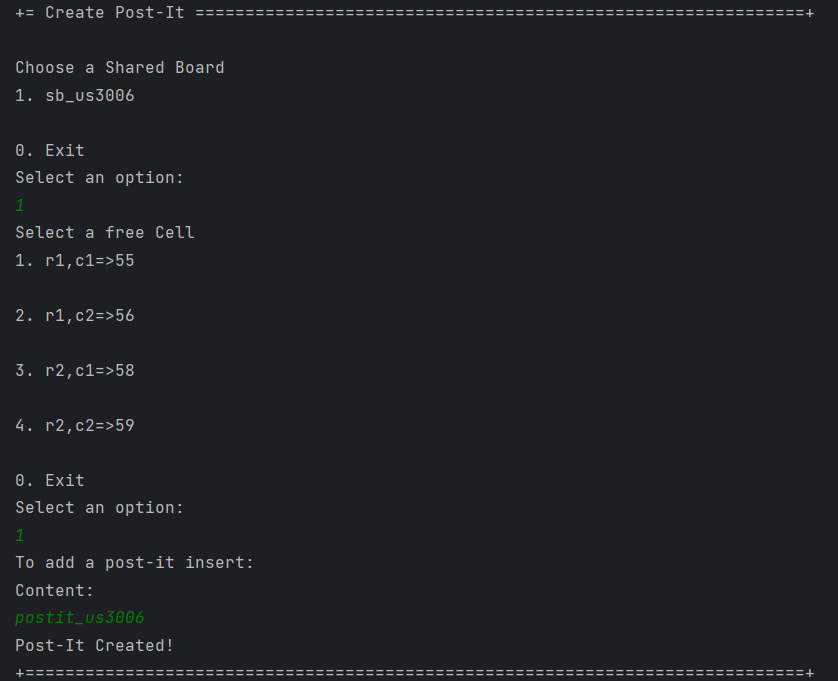 += Create Post-It =============================================================+
Choose a Shared Board
1. sb_us3006
0. Exit
Select an option:
1
Select a free Cell
1. r1,c1=>55
2. r1,c2=>56
3. r2,c1=>58
4. r2,c2=>59
0. Exit
Select an option:
1
To add a post-it insert:
Content:
postit_us3006
Post-It Created!
+==============================================================================+